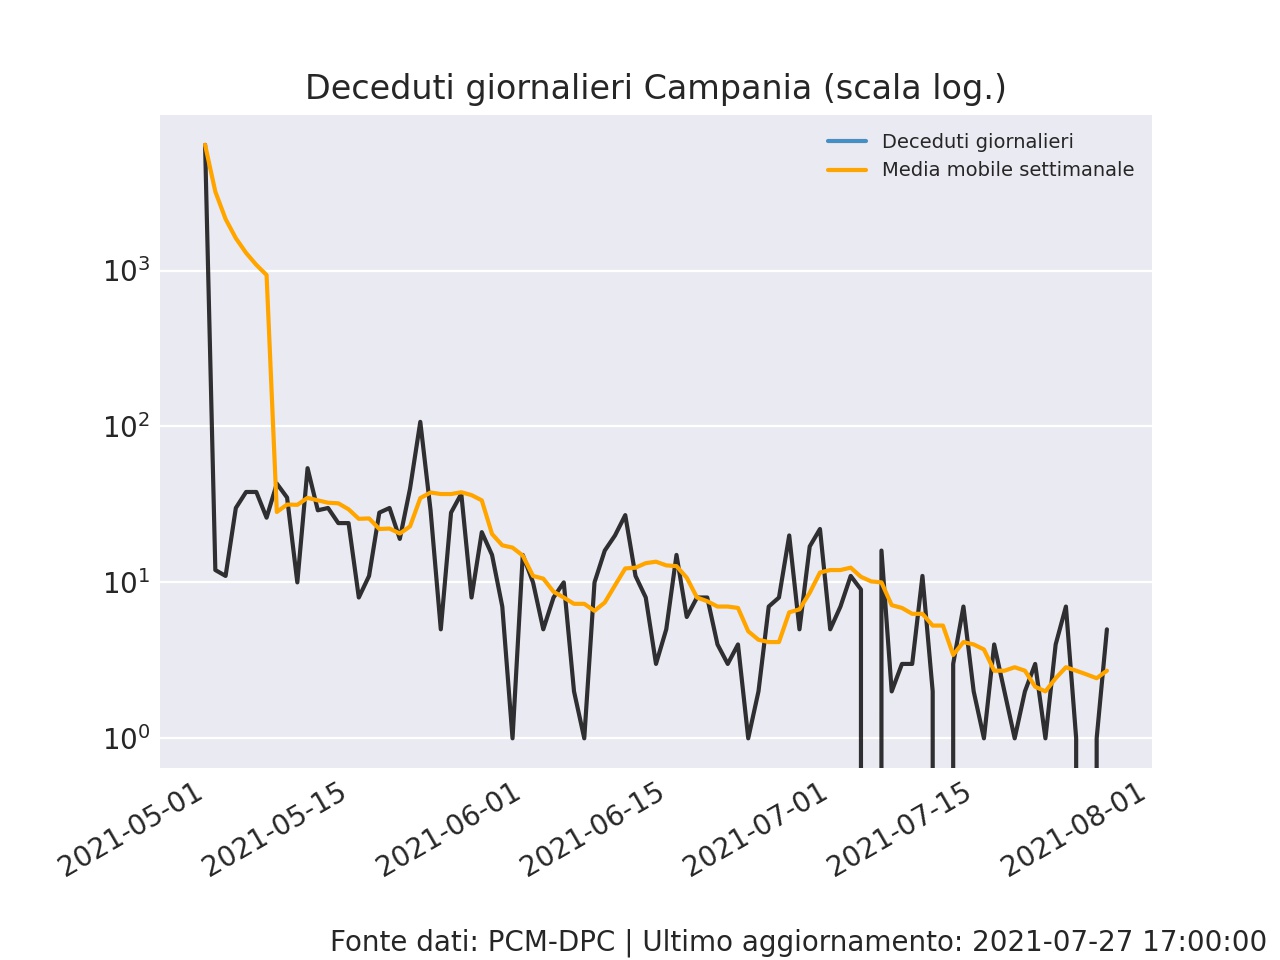 Deceduti giornalieri Campania (scala log.)
Deceduti giornalieri
Media mobile settimanale
10³
10²
10¹
10⁰
2021-05-01
2021-05-15
2021-06-01
2021-06-15
2021-07-01
2021-07-15
2021-08-01
Fonte dati: PCM-DPC | Ultimo aggiornamento: 2021-07-27 17:00:00